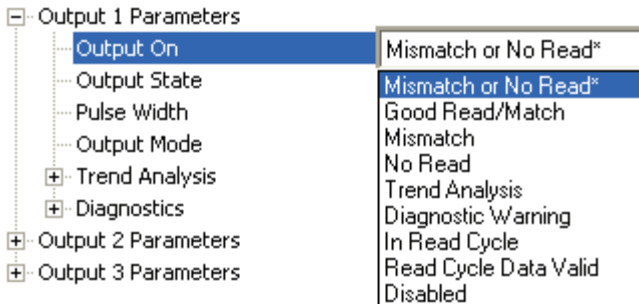 Output 1 Parameters
Output On Mismatch or No Read*
Output State Mismatch or No Read*
Pulse Width Good Read/Match
Output Mode Mismatch
Trend Analysis No Read
Diagnostics Trend Analysis
Output 2 Parameters Diagnostic Warning
Output 3 Parameters In Read Cycle
Read Cycle Data Valid
Disabled